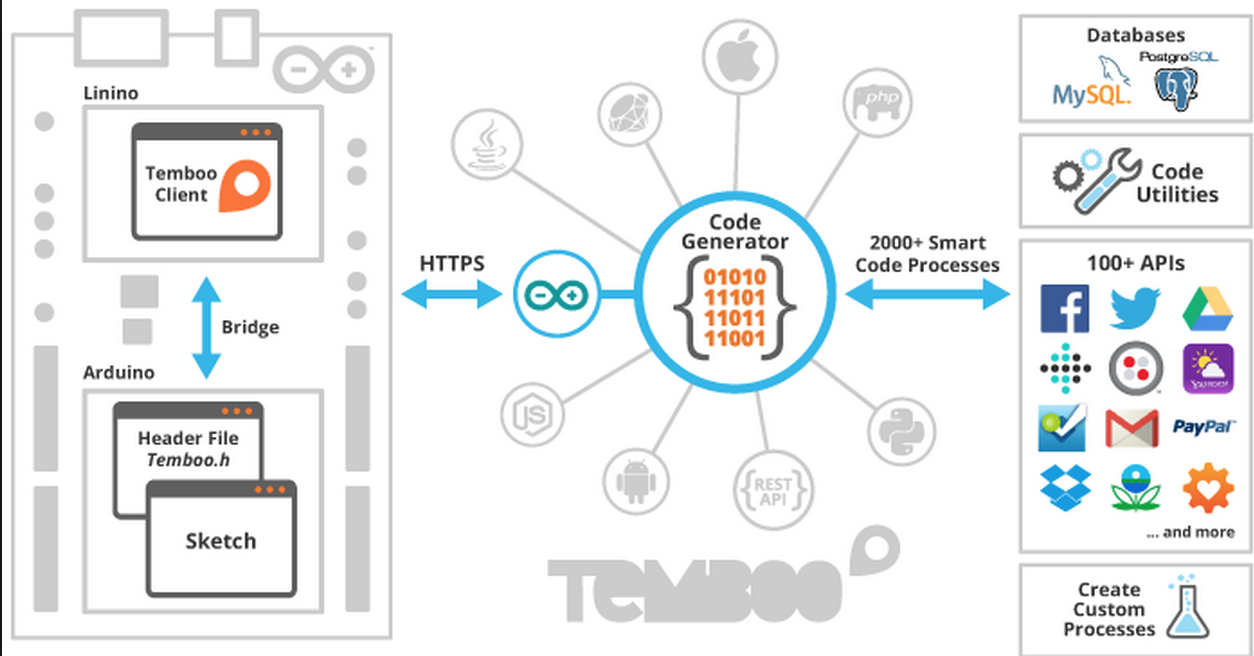 Linino
Temboo
Client
Bridge
Arduino
Header File
Temboo.h
Sketch
HTTPS
php
Code
Generator
01010
11101
11011
11001
JS
REST
API
TEMBOO
2000+ Smart
Code Processes
Databases
MySQL
PostgreSQL
Code
Utilities
100+ APIs
YAHOO!
PayPal
... and more
Create
Custom
Processes